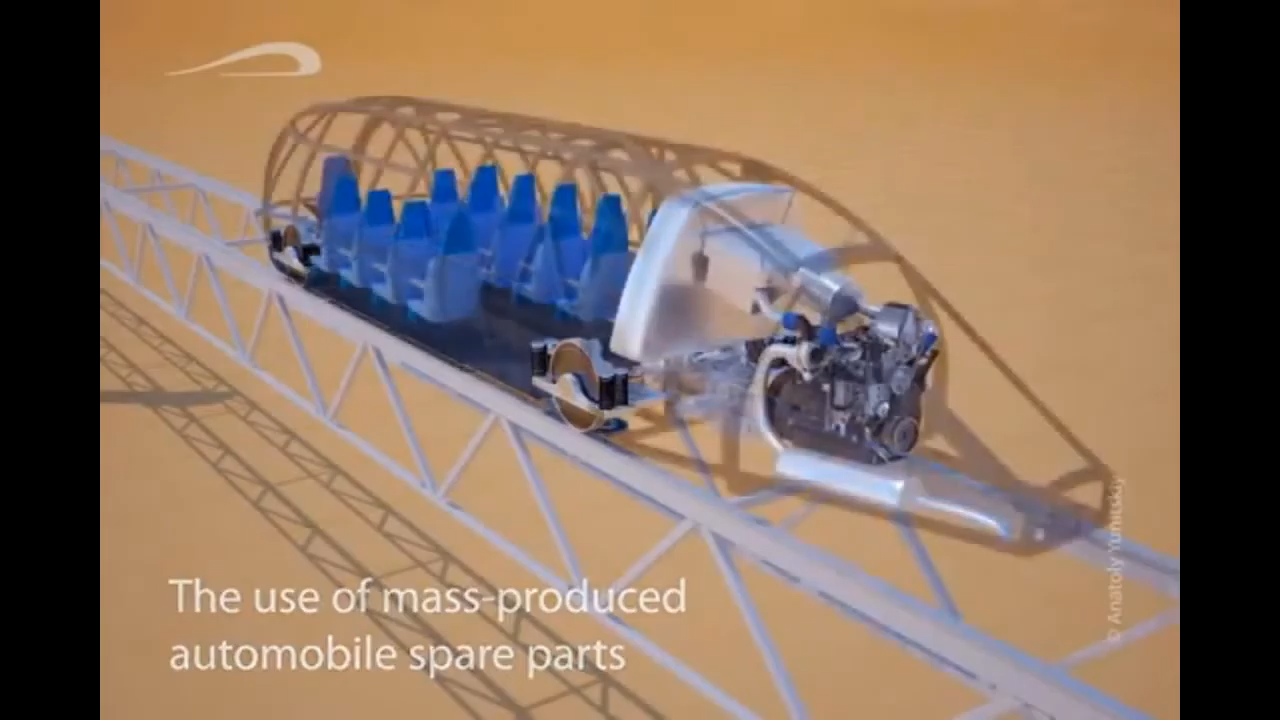 The use of mass-produced
automobile spare parts
© Anatoly Yunitskiy